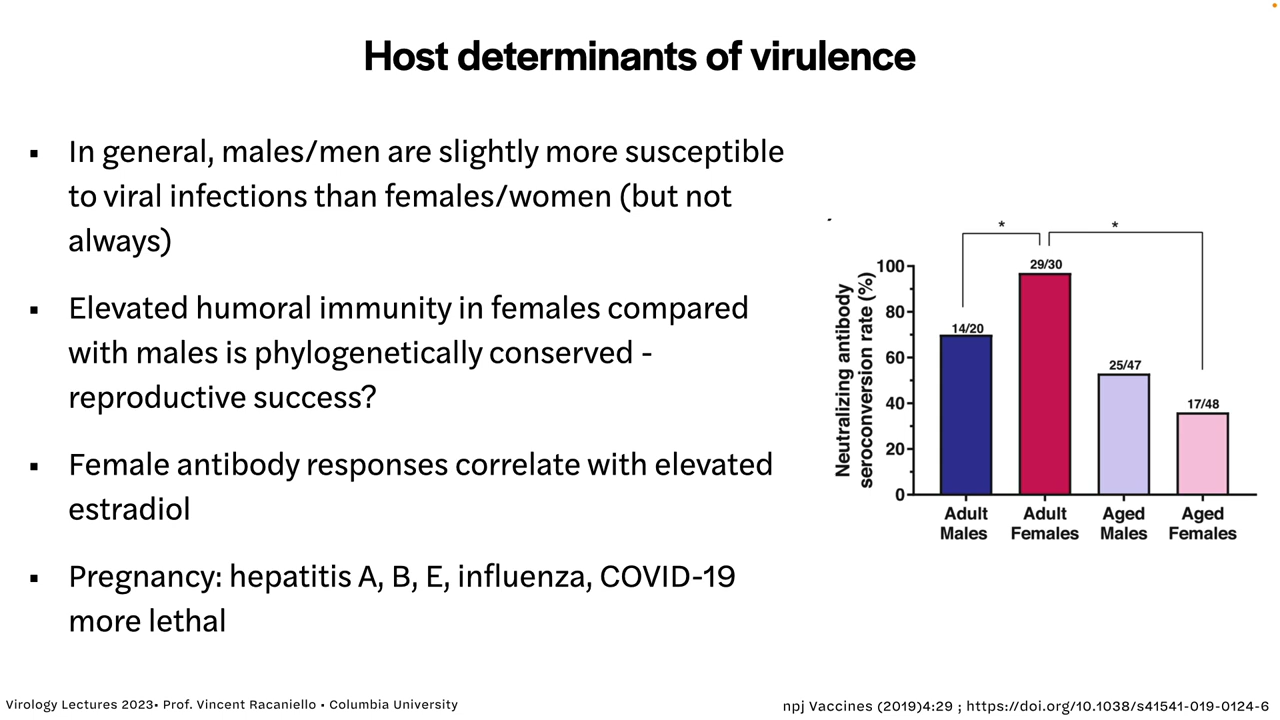 Host determinants of virulence
▪ In general, males/men are slightly more susceptible
to viral infections than females/women (but not
always)
▪ Elevated humoral immunity in females compared
with males is phylogenetically conserved -
reproductive success?
▪ Female antibody responses correlate with elevated
estradiol
▪ Pregnancy: hepatitis A, B, E, influenza, COVID-19
more lethal
* *
Neutralizing antibody
seroconversion rate (%)
100
80
60
40
20
0
14/20
29/30
25/47
17/48
Adult
Males
Adult
Females
Aged
Males
Aged
Females
Virology Lectures 2023• Prof. Vincent Racaniello • Columbia University
npj Vaccines (2019)4:29 ; https://doi.org/10.1038/s41541-019-0124-6